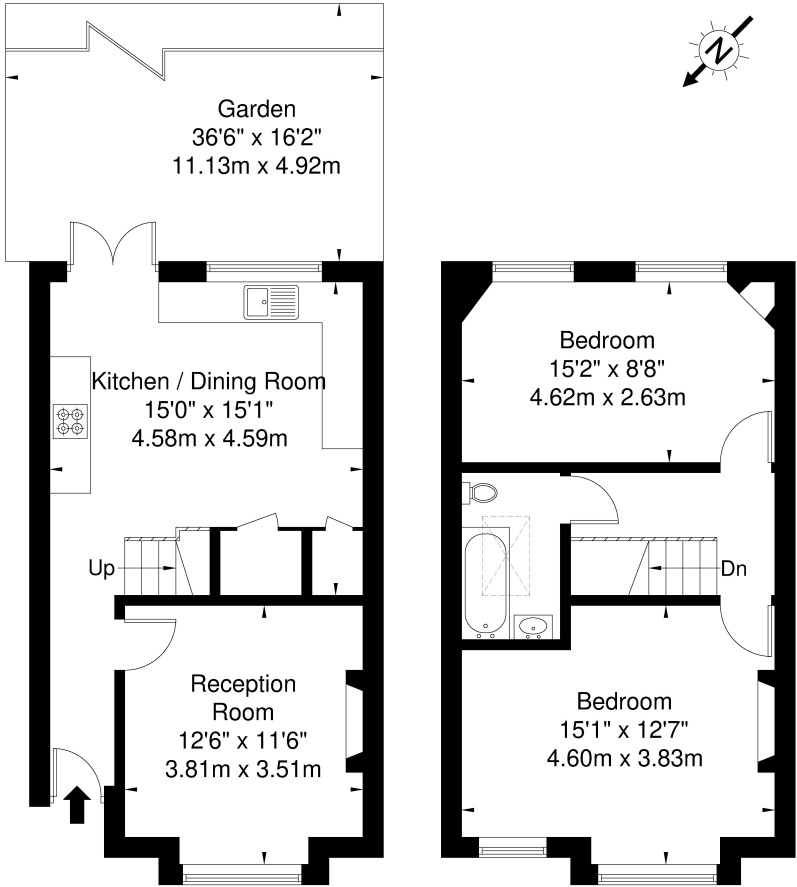 N
Garden
36'6" x 16'2"
11.13m x 4.92m
Kitchen / Dining Room
15'0" x 15'1"
4.58m x 4.59m
Up
Reception
Room
12'6" x 11'6"
3.81m x 3.51m
Bedroom
15'2" x 8'8"
4.62m x 2.63m
Dn
Bedroom
15'1" x 12'7"
4.60m x 3.83m